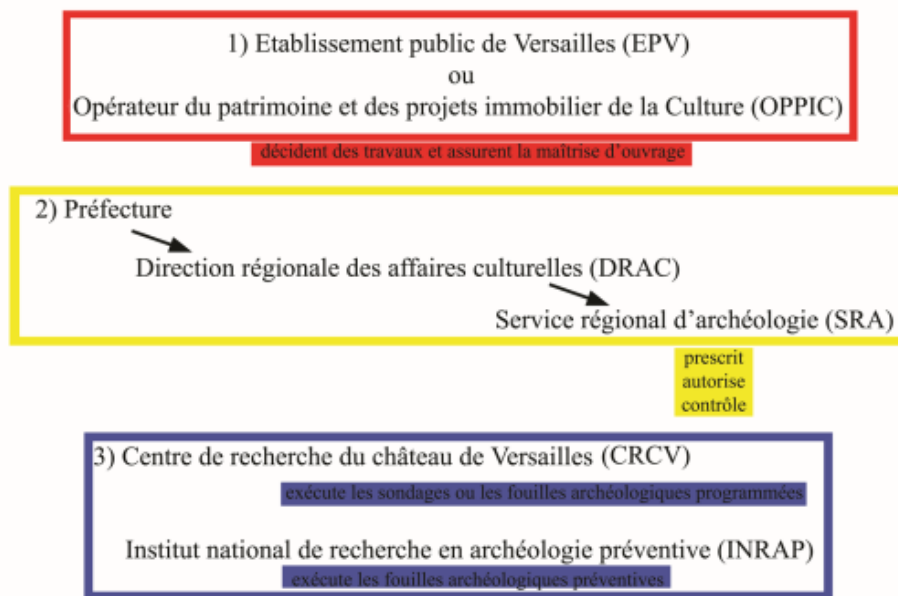 1) Etablissement public de Versailles (EPV)
ou
Opérateur du patrimoine et des projets immobilier de la Culture (OPPIC)
décident des travaux et assurent la maîtrise d'ouvrage
2) Préfecture
Direction régionale des affaires culturelles (DRAC)
Service régional d'archéologie (SRA)
prescrit
autorise
contrôle
3) Centre de recherche du château de Versailles (CRCV)
exécute les sondages ou les fouilles archéologiques programmées
Institut national de recherche en archéologie préventive (INRAP)
exécute les fouilles archéologiques préventives